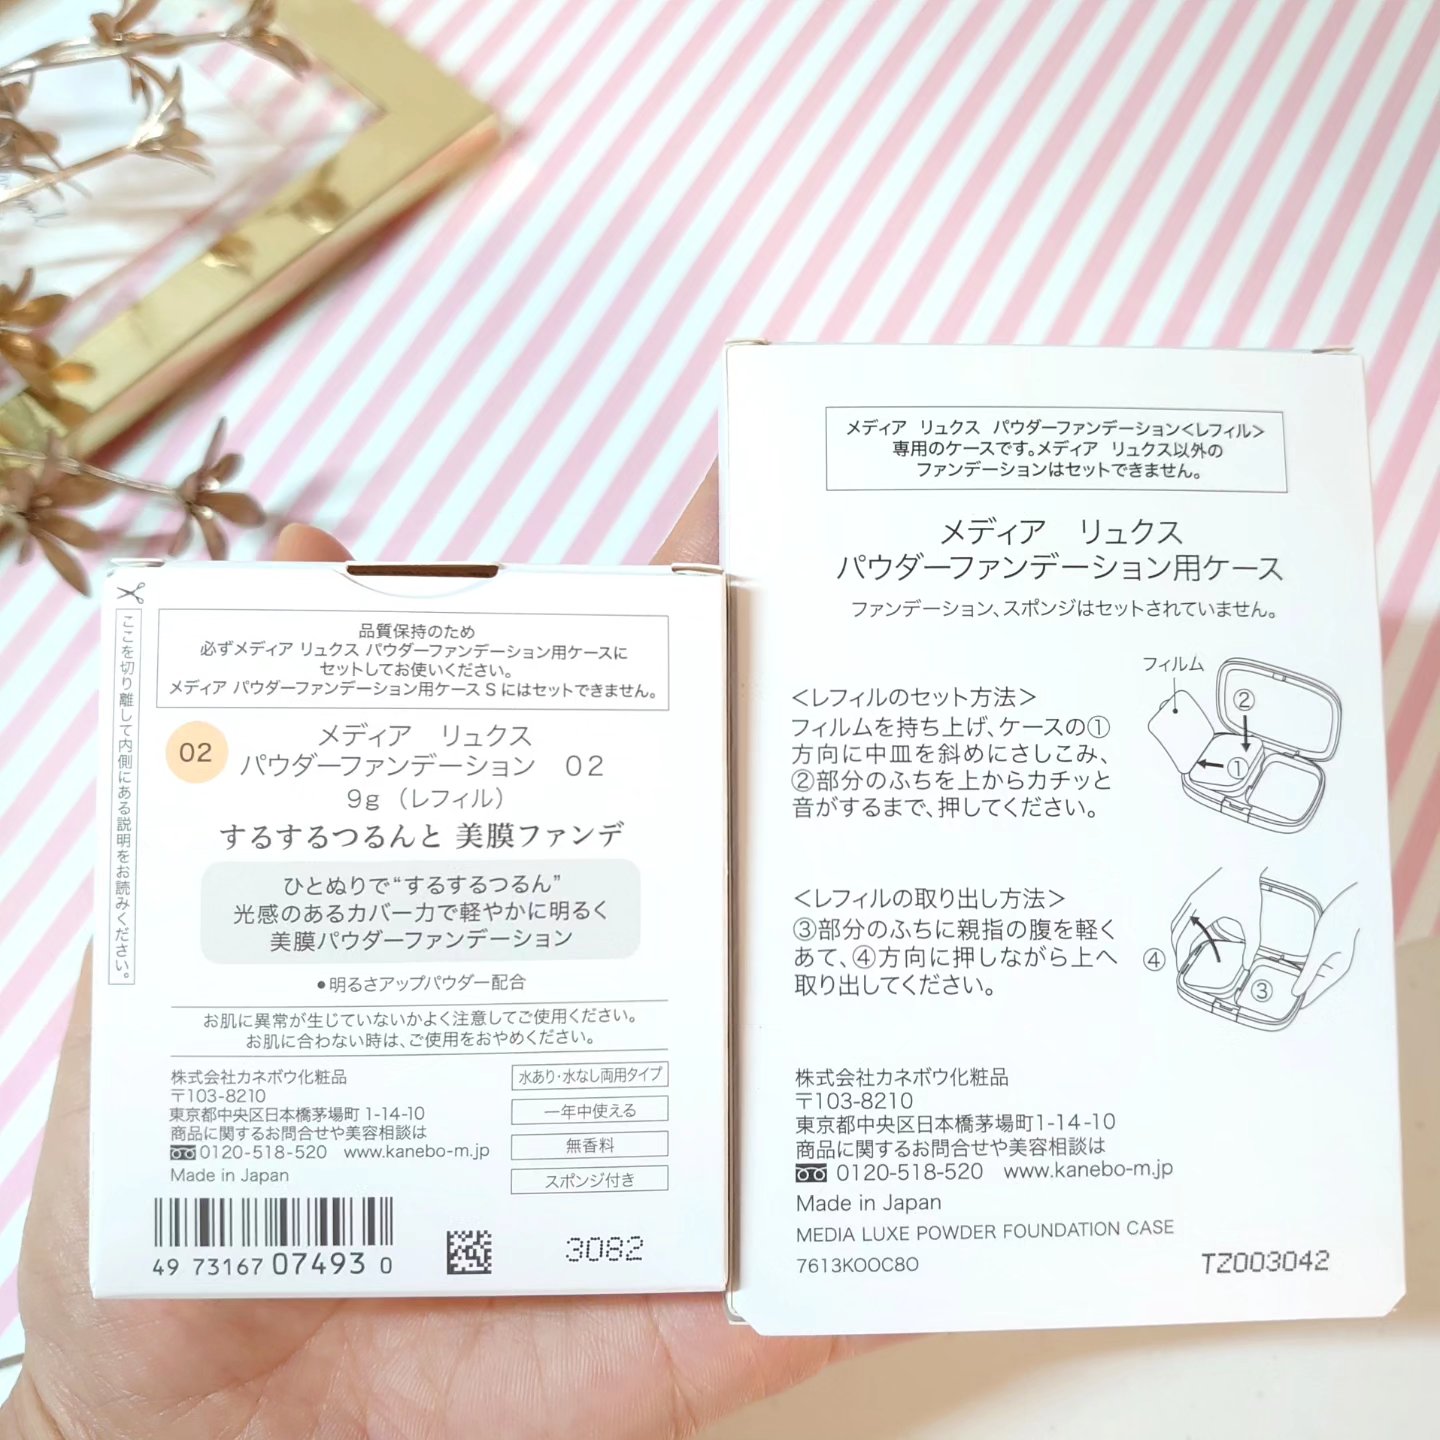 ここを切り離して内側にある説明をお読みください。
品質保持のため
必ずメディア リュクス パウダーファンデーション用ケースに
セットしてお使いください。
メディア パウダーファンデーション用ケース S にはセットできません。
02
メディア　リュクス
パウダーファンデーション　０２
9g（レフィル）
するするつるんと 美膜ファンデ
ひとぬりで“するするつるん”
光感のあるカバー力で軽やかに明るく
美膜パウダーファンデーション
●明るさアップパウダー配合
お肌に異常が生じていないかよく注意してご使用ください。
お肌に合わない時は、ご使用をおやめください。
株式会社カネボウ化粧品
〒103-8210
東京都中央区日本橋茅場町 1-14-10
商品に関するお問合せや美容相談は
0120-518-520　www.kanebo-m.jp
Made in Japan
水あり・水なし両用タイプ
一年中使える
無香料
スポンジ付き
49 73167 07493 0
3082
メディア　リュクス　パウダーファンデーション＜レフィル＞
専用のケースです。メディア　リュクス以外の
ファンデーションはセットできません。
メディア　リュクス
パウダーファンデーション用ケース
ファンデーション、スポンジはセットされていません。
＜レフィルのセット方法＞
フィルムを持ち上げ、ケースの①
方向に中皿を斜めにさしこみ、
②部分のふちを上からカチッと
音がするまで、押してください。
フィルム
②
①
＜レフィルの取り出し方法＞
③部分のふちに親指の腹を軽く
あて、④方向に押しながら上へ
取り出してください。
④
③
株式会社カネボウ化粧品
〒103-8210
東京都中央区日本橋茅場町1-14-10
商品に関するお問合せや美容相談は
0120-518-520　www.kanebo-m.jp
Made in Japan
MEDIA LUXE POWDER FOUNDATION CASE
7613K00C80
TZ003042